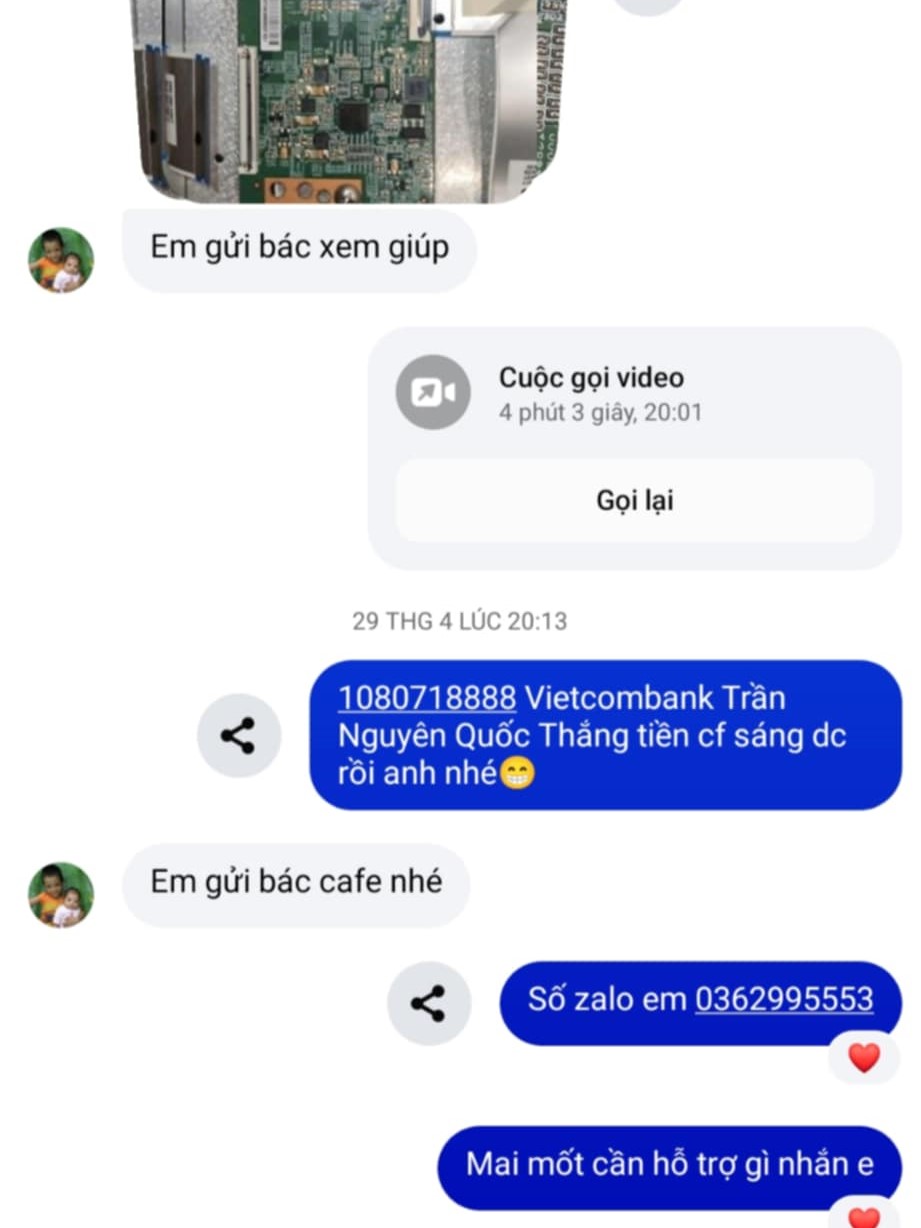 Em gửi bác xem giúp
Cuộc gọi video
4 phút 3 giây, 20:01
Gọi lại
29 THG 4 LÚC 20:13
1080718888 Vietcombank Trần
Nguyên Quốc Thắng tiền cf sáng dc
rồi anh nhé😁
Em gửi bác cafe nhé
Số zalo em 0362995553
❤️
Mai mốt cần hỗ trợ gì nhắn e
❤️